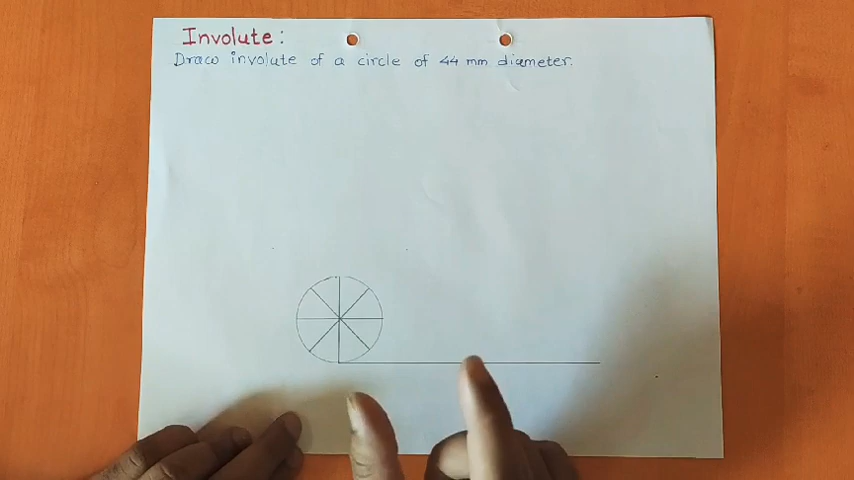 Involute:
Draw involute of a circle of 44 mm diameter.